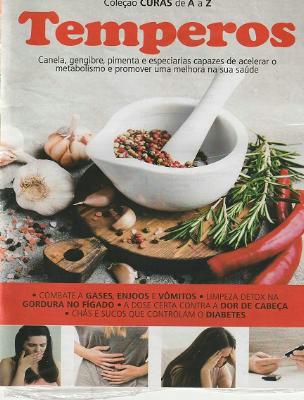 Coleção CURAS de A a Z
Temperos
Canela, gengibre, pimenta e especiarias capazes de acelerar o
metabolismo e promover uma melhora na sua saúde
• COMBATE A GASES, ENJOOS E VÔMITOS • LIMPEZA DETOX NA
GORDURA NO FÍGADO • A DOSE CERTA CONTRA A DOR DE CABEÇA
• CHÁS E SUCOS QUE CONTROLAM O DIABETES